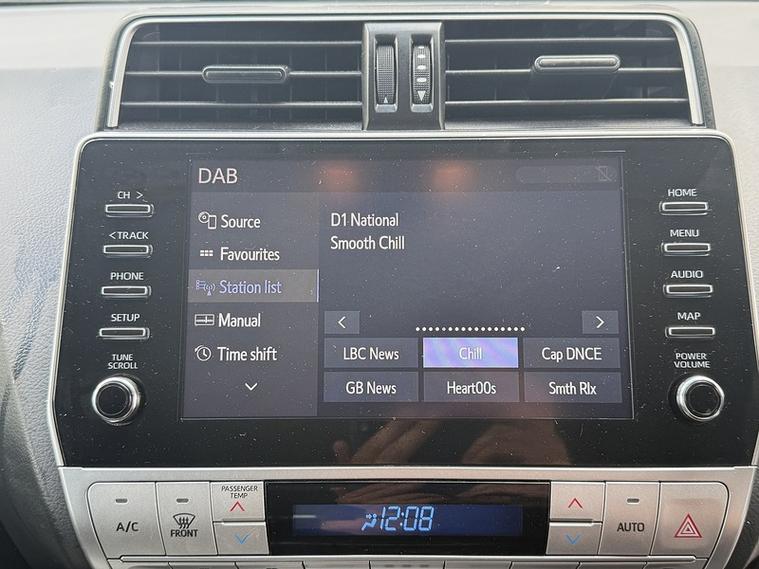 DAB
CH >
< TRACK
PHONE
SETUP
TUNE
SCROLL
Source
Favourites
Station list
Manual
Time shift
D1 National
Smooth Chill
LBC News
Chill
Cap DNCE
GB News
Heart00s
Smth Rlx
HOME
MENU
AUDIO
MAP
POWER
VOLUME
A/C
FRONT
PASSENGER
TEMP
12:08
AUTO